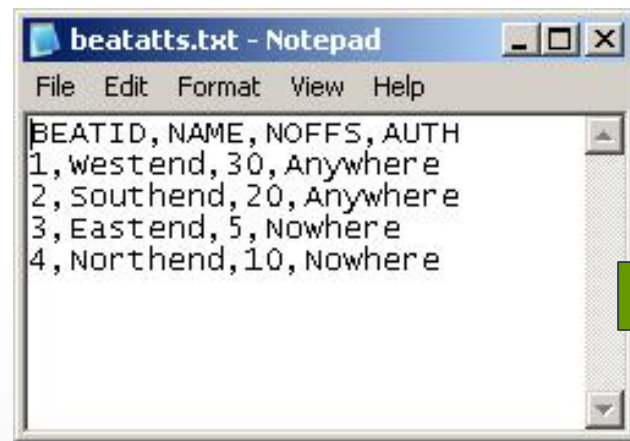 beatatts.txt - Notepad
File Edit Format View Help
BEATID,NAME,NOFFS,AUTH
1,Westend,30,Anywhere
2,Southend,20,Anywhere
3,Eastend,5,Nowhere
4,Northend,10,Nowhere